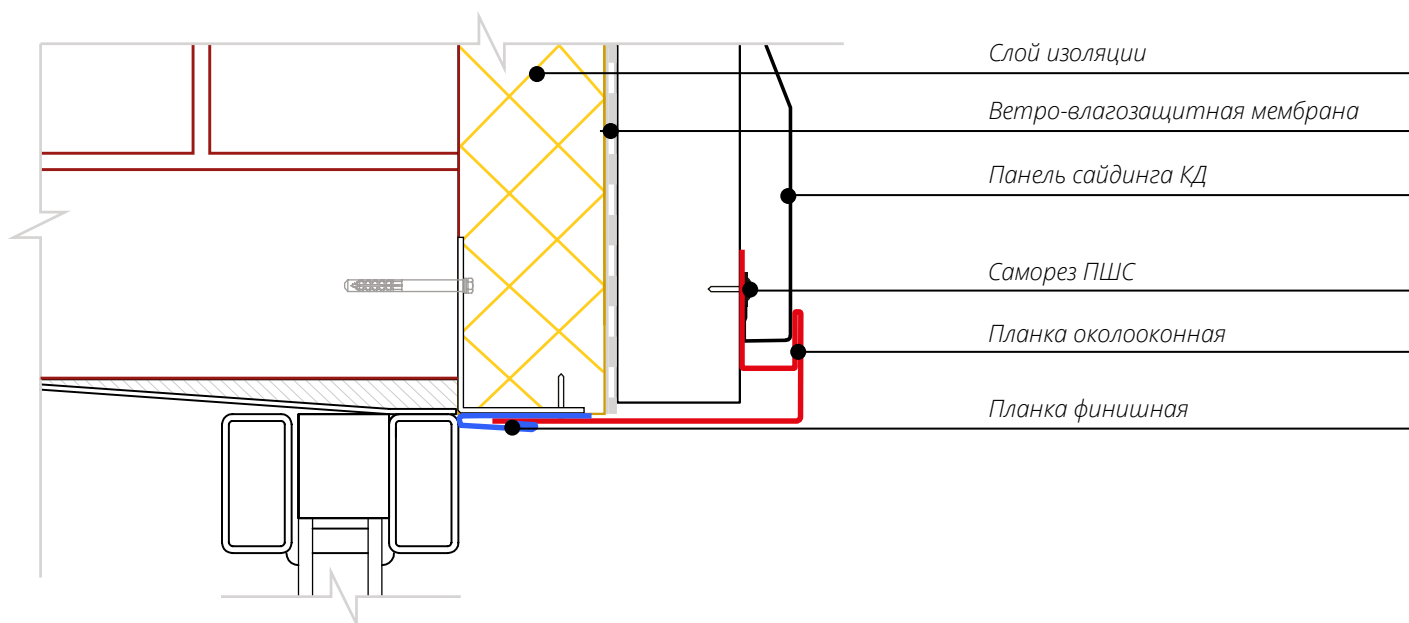 Слой изоляции
Ветро-влагозащитная мембрана
Панель сайдинга КД
Саморез ПШС
Планка околооконная
Планка финишная